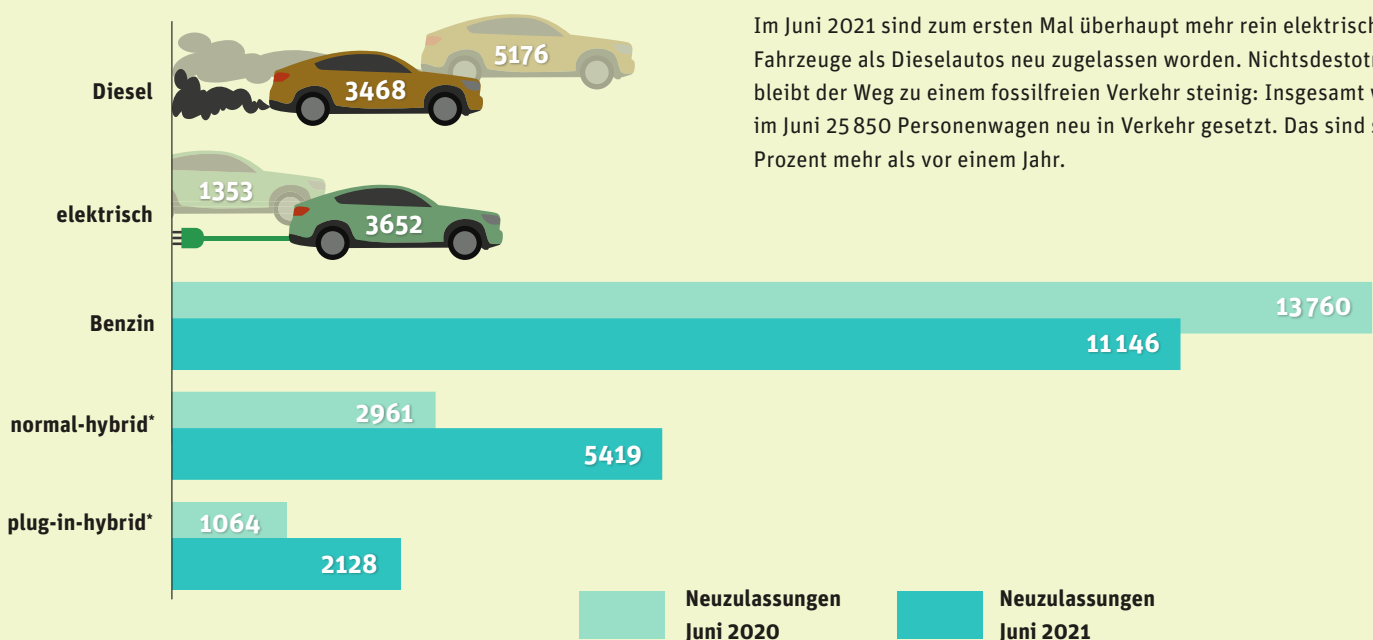 Im Juni 2021 sind zum ersten Mal überhaupt mehr rein
Fahrzeuge als Dieselautos neu zugelassen worden.
bleibt der Weg zu einem fossilfreien Verkehr steinig: Insgesamt
im Juni 25 850 Personenwagen neu in Verkehr gesetzt. Das sind
Prozent mehr als vor einem Jahr.
Diesel
5176
3468
elektrisch
1353
3652
Benzin
13 760
11 146
normal-hybrid*
2961
5419
plug-in-hybrid*
1064
2128
Neuzulassungen
Juni 2020
Neuzulassungen
Juni 2021